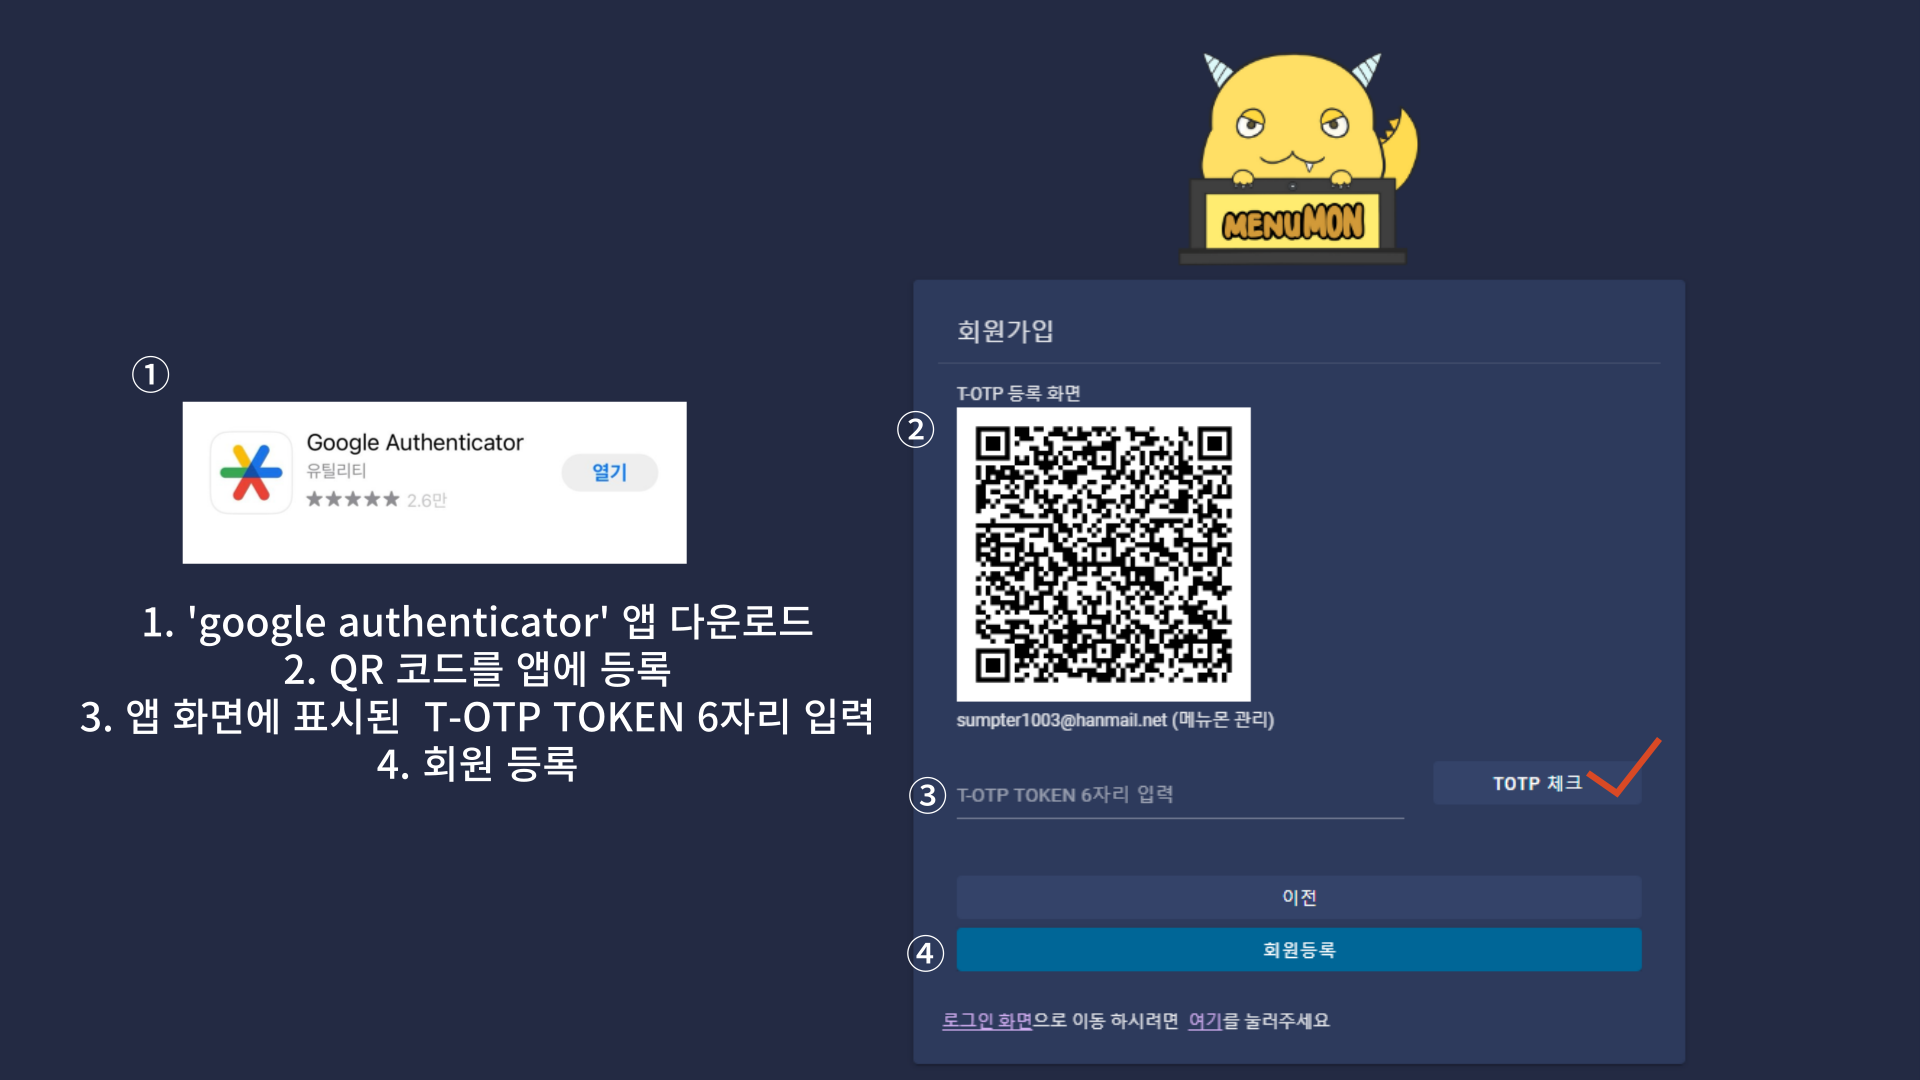 ①
Google Authenticator
유틸리티
★★★★★ 2.6만
열기
1. 'google authenticator' 앱 다운로드
2. QR 코드를 앱에 등록
3. 앱 화면에 표시된 T-OTP TOKEN 6자리 입력
4. 회원 등록
MENUMON
회원가입
T-OTP 등록 화면
②
sumpter1003@hanmail.net (메뉴몬 관리)
③
T-OTP TOKEN 6자리 입력
TOTP 체크
이전
④
회원등록
로그인 화면으로 이동 하시려면 여기를 눌러주세요